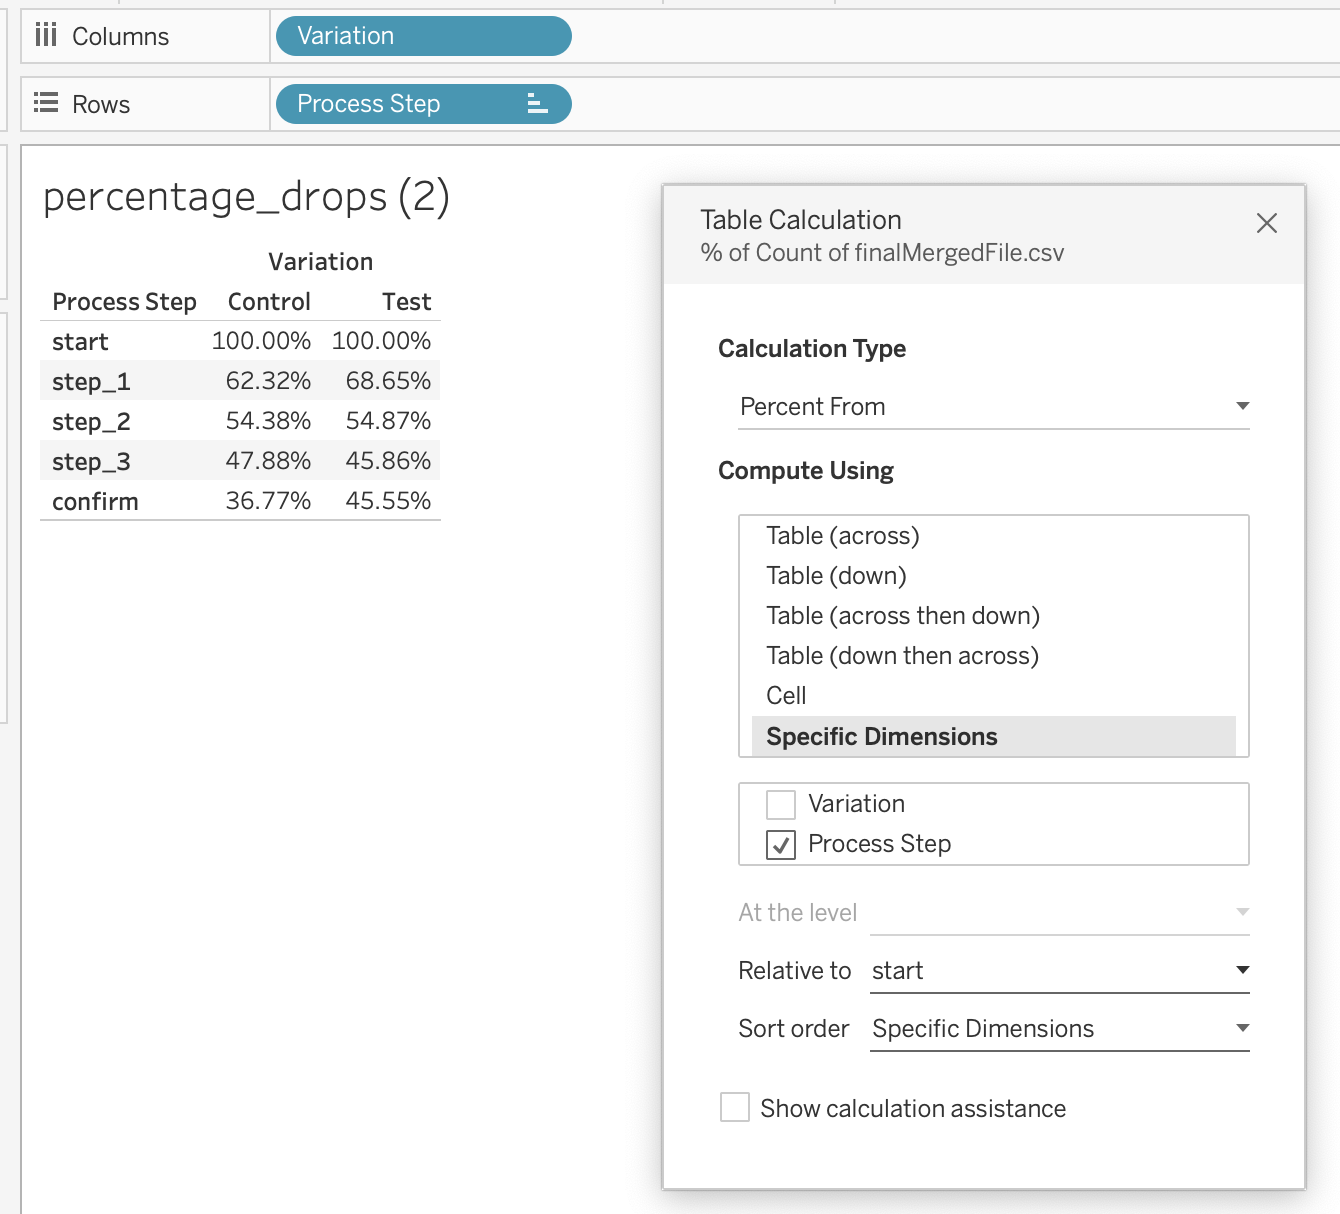 Columns Variation
Rows Process Step
percentage_drops (2)
Variation
Process Step Control Test
start 100.00% 100.00%
step_1 62.32% 68.65%
step_2 54.38% 54.87%
step_3 47.88% 45.86%
confirm 36.77% 45.55%
Table Calculation
% of Count of finalMergedFile.csv
Calculation Type
Percent From
Compute Using
Table (across)
Table (down)
Table (across then down)
Table (down then across)
Cell
Specific Dimensions
Variation
Process Step
At the level
Relative to start
Sort order Specific Dimensions
Show calculation assistance